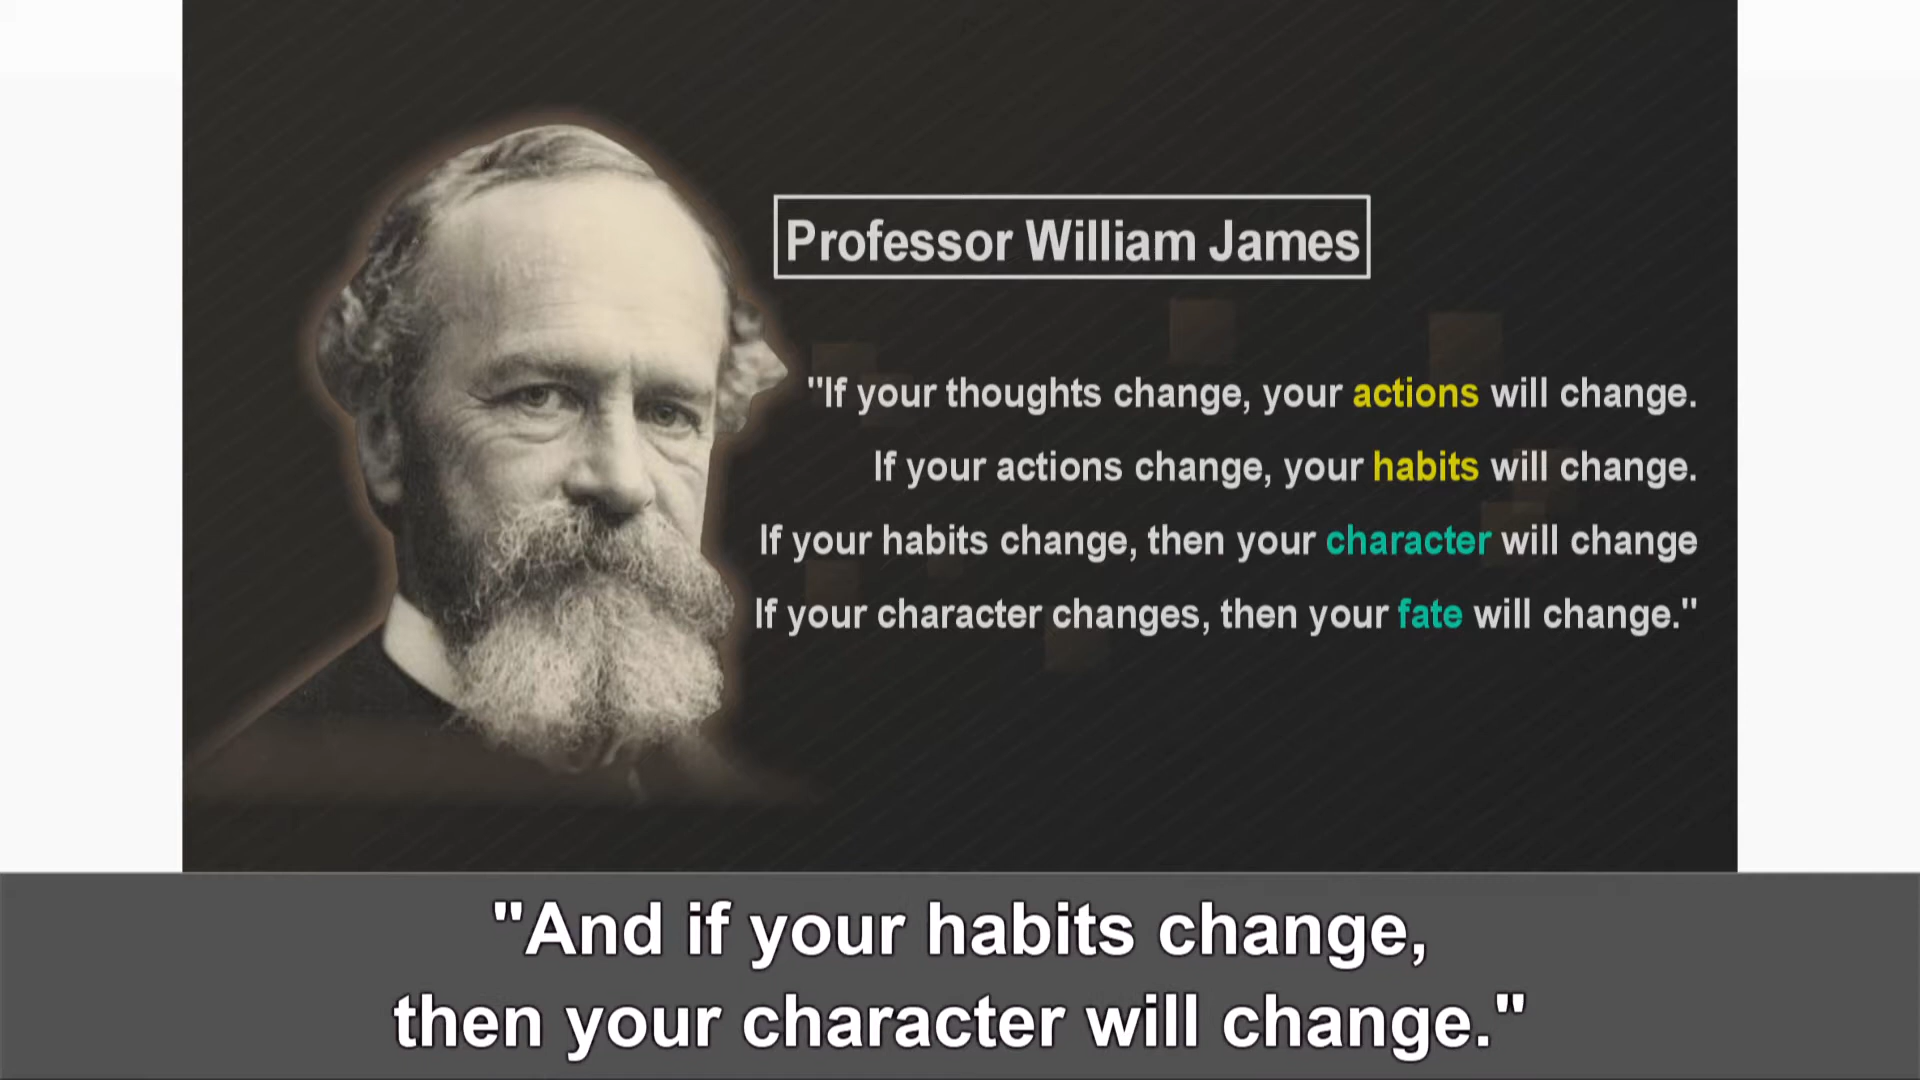 Professor William James
"If your thoughts change, your actions will change.
If your actions change, your habits will change.
If your habits change, then your character will change
If your character changes, then your fate will change."
"And if your habits change,
then your character will change."